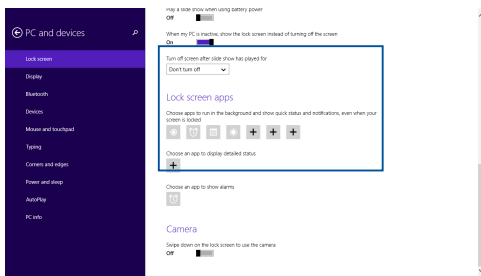 PC and devices
Lock screen
Display
Bluetooth
Devices
Mouse and touchpad
Typing
Corners and edges
Power and sleep
AutoPlay
PC info
Play a slide show when using battery power
Off
When my PC is inactive, show the lock screen instead of turning off the screen
On
Turn off screen after slide show has played for
Don't turn off
Lock screen apps
Choose apps to run in the background and show quick status and notifications, even when your
screen is locked
Choose an app to display detailed status
Choose an app to show alarms
Camera
Swipe down on the lock screen to use the camera
Off